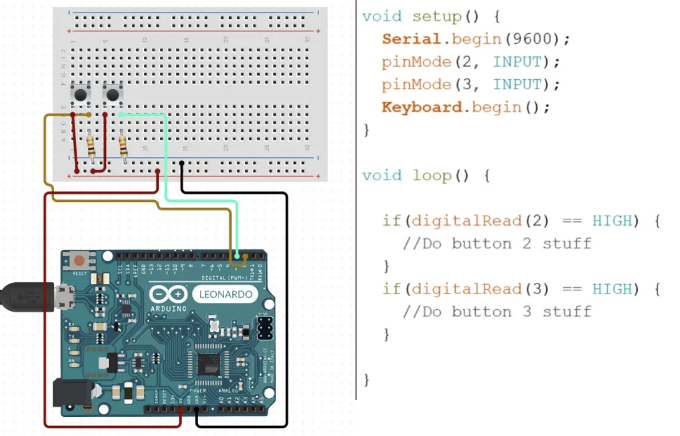 void setup() {
Serial.begin(9600);
pinMode(2, INPUT);
pinMode(3, INPUT);
Keyboard.begin();
}
void loop() {
if(digitalRead(2) == HIGH) {
//Do button 2 stuff
}
if(digitalRead(3) == HIGH) {
//Do button 3 stuff
}
}
RESET
DIGITAL (PWM~)
LEONARDO
ARDUINO
POWER
ANALOG